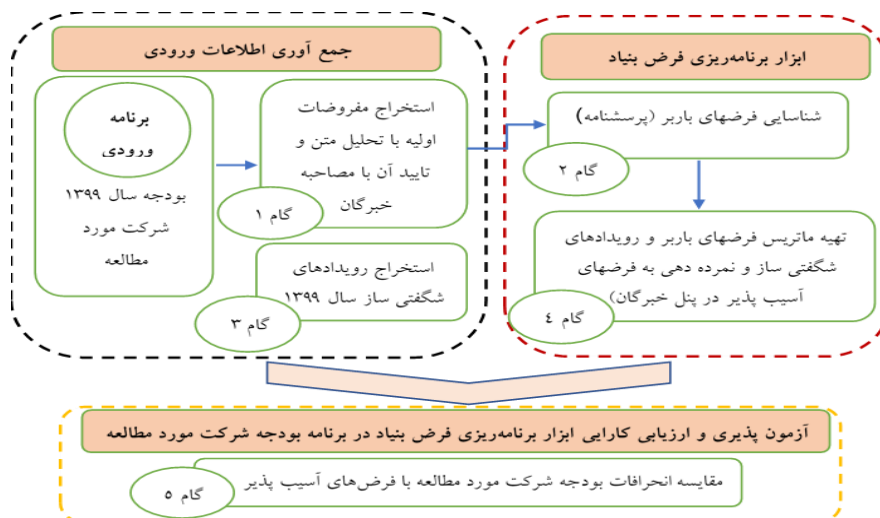 جمع آوری اطلاعات ورودی
برنامه
ورودی
بودجه سال ۱۳۹۹
شرکت مورد
مطالعه
استخراج مفروضات
اولیه با تحلیل متن و
تایید آن با مصاحبه
خبرگان
گام ۱
استخراج رویدادهای
شگفتی ساز سال ۱۳۹۹
گام ۳
ابزار برنامه‌ریزی فرض بنیاد
شناسایی فرضهای باربر (پرسشنامه)
گام ۲
تهیه ماتریس فرضهای باربر و رویدادهای
شگفتی ساز و نمرده دهی به فرضهای
آسیب پذیر در پنل خبرگان)
گام ٤
آزمون پذیری و ارزیابی کارایی ابزار برنامه‌ریزی فرض بنیاد در برنامه بودجه شرکت مورد مطالعه
مقایسه انحرافات بودجه شرکت مورد مطالعه با فرض‌های آسیب پذیر
گام ٥